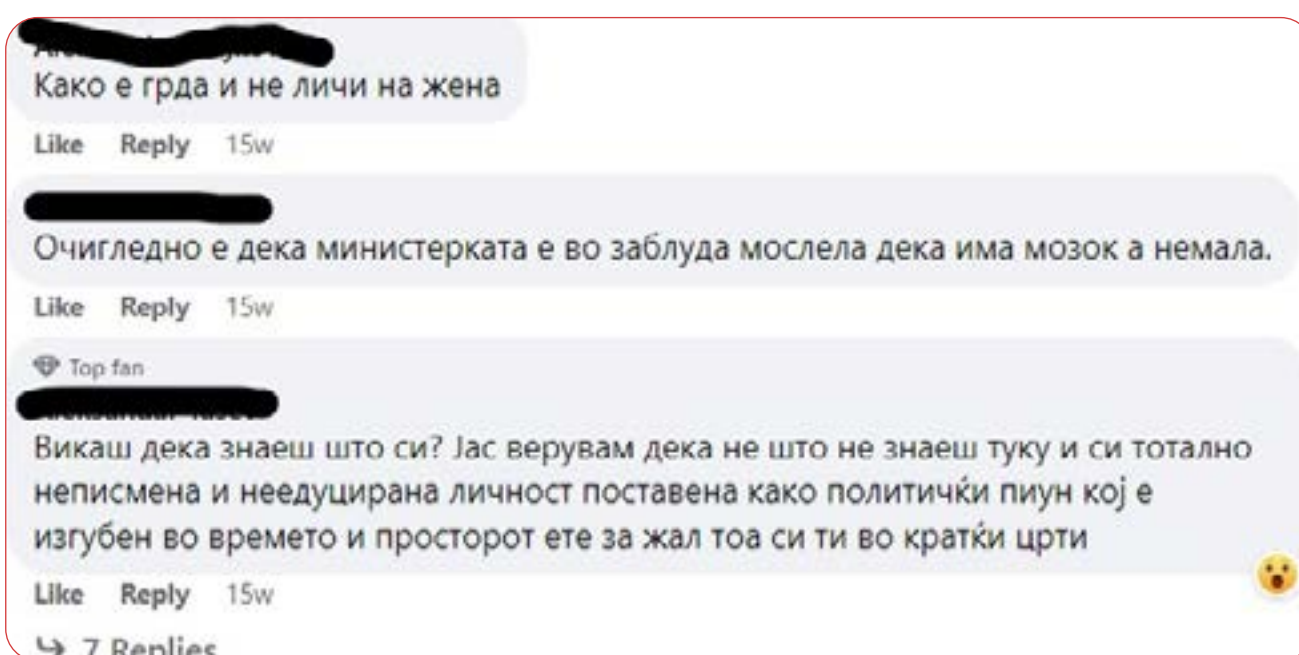 Како е грда и не личи на жена
Like Reply 15w
Очигледно е дека министерката е во заблуда мослела дека има мозок а немала.
Like Reply 15w
Top fan
Викаш дека знаеш што си? Јас верувам дека не што не знаеш туку и си тотално
неписмена и неедуцирана личност поставена како политички пиун кој е
изгубен во времето и просторот ете за жал тоа си ти во кратки црти
Like Reply 15w
7 Replies